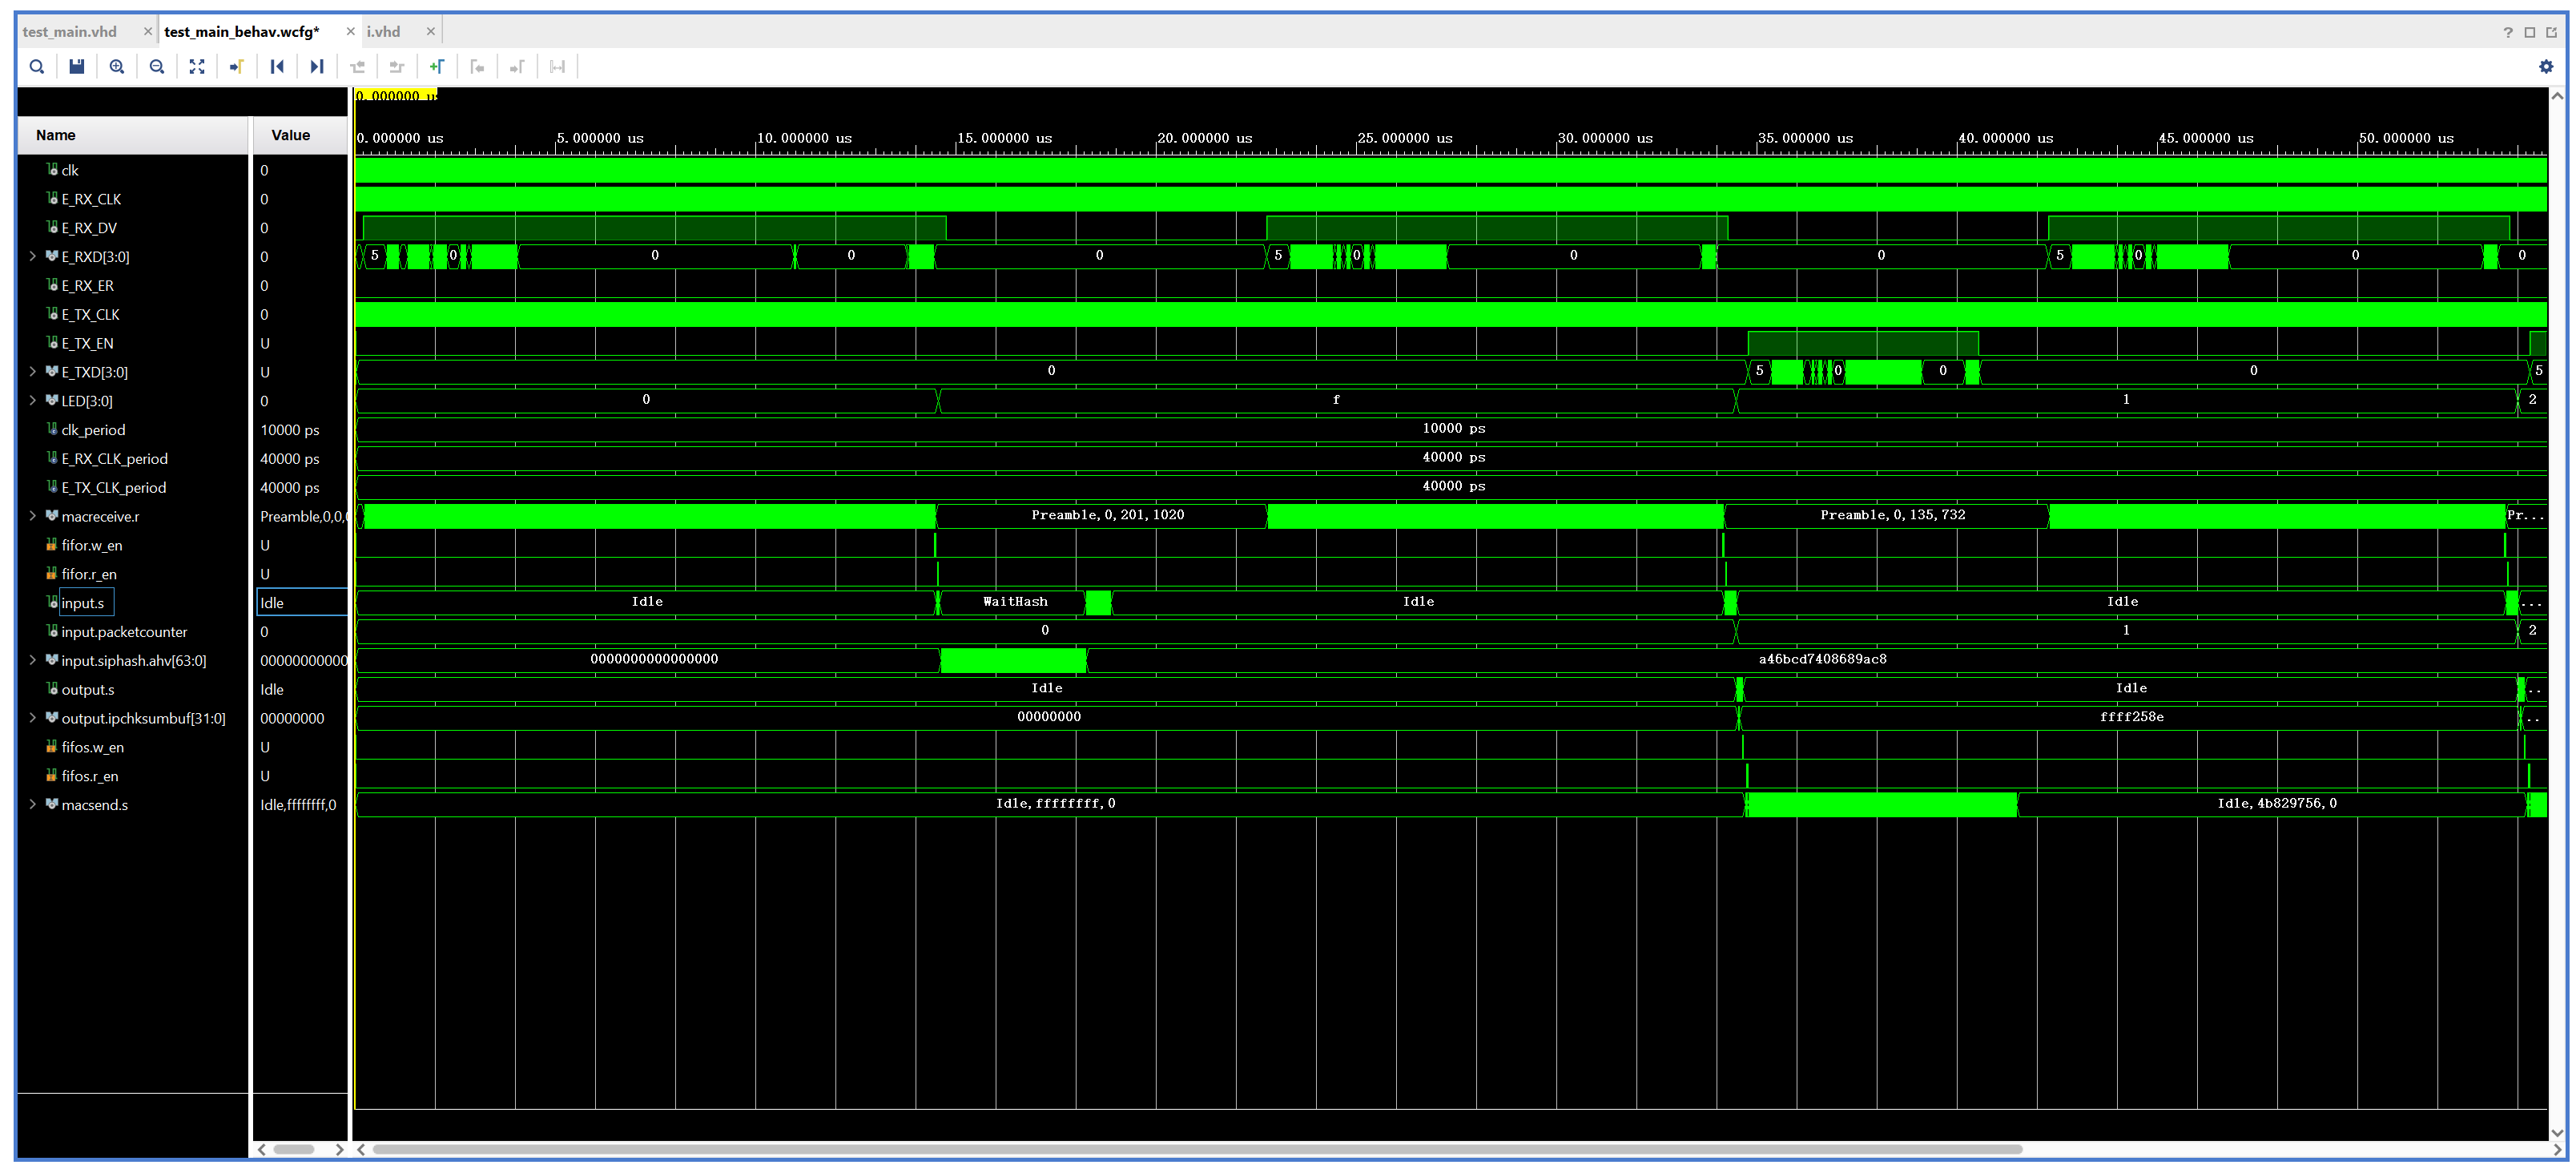 test_main.vhd × test_main_behav.wcfg* × i.vhd ×
0.000000 us
Name Value
0.000000 us 5.000000 us 10.000000 us 15.000000 us 20.000000 us 25.000000 us 30.000000 us 35.000000 us 40.000000 us 45.000000 us 50.000000 us
clk 0
E_RX_CLK 0
E_RX_DV 0
E_RXD[3:0] 0 5 0 0 0 0 5 0 0 0 5 0 0 0
E_RX_ER 0
E_TX_CLK 0
E_TX_EN U
E_TXD[3:0] U 0 5 0 0 0 5
LED[3:0] 0 0 f 1 2
clk_period 10000 ps 10000 ps
E_RX_CLK_period 40000 ps 40000 ps
E_TX_CLK_period 40000 ps 40000 ps
macreceive.r Preamble,0,0,0 Preamble,0,201,1020 Preamble,0,135,732 Pr...
fifor.w_en U
fifor.r_en U
input.s Idle Idle WaitHash Idle Idle ...
input.packetcounter 0 0 1 2
input.siphash.ahv[63:0] 00000000000 0000000000000000 a46bcd7408689ac8
output.s Idle Idle Idle ..
output.ipchksumbuf[31:0] 00000000 00000000 ffff258e ..
fifos.w_en U
fifos.r_en U
macsend.s Idle,ffffffff,0 Idle,ffffffff,0 Idle,4b829756,0